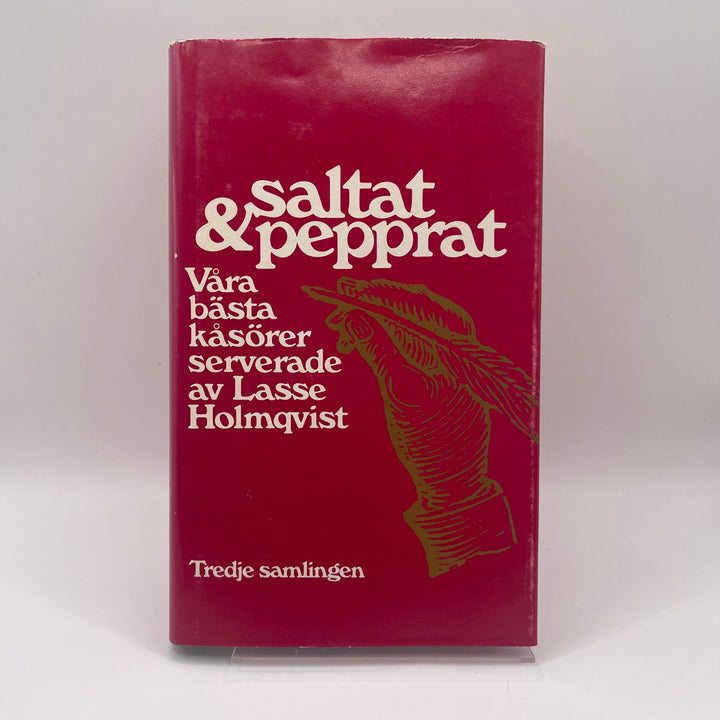 saltat
& pepprat
Våra
bästa
kåsörer
serverade
av Lasse
Holmqvist
Tredje samlingen